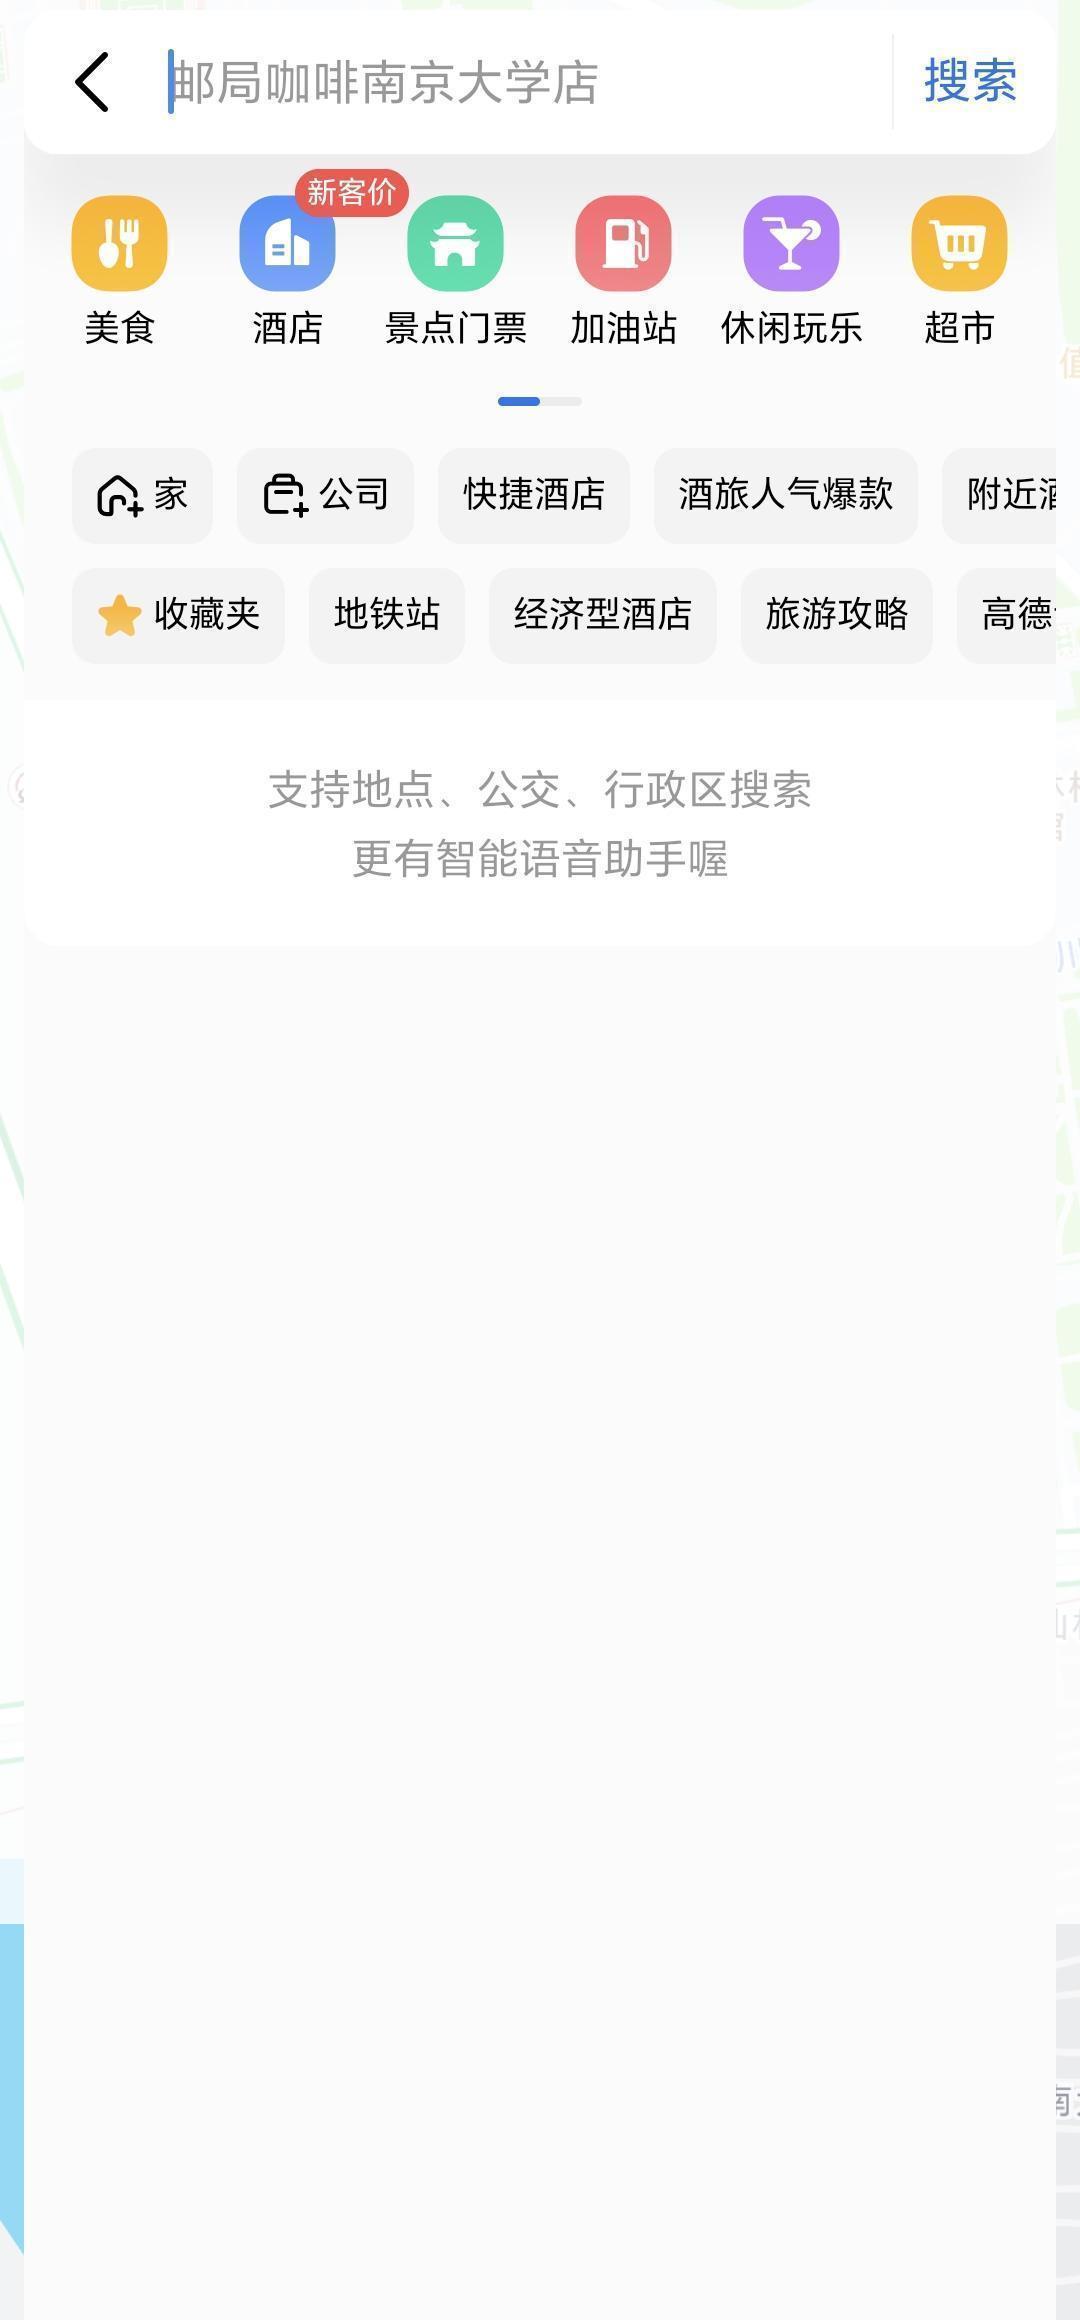 邮局咖啡南京大学店
搜索
新客价
美食
酒店
景点门票
加油站
休闲玩乐
超市
家
公司
快捷酒店
酒旅人气爆款
附近
收藏夹
地铁站
经济型酒店
旅游攻略
高德
支持地点、公交、行政区搜索
更有智能语音助手喔